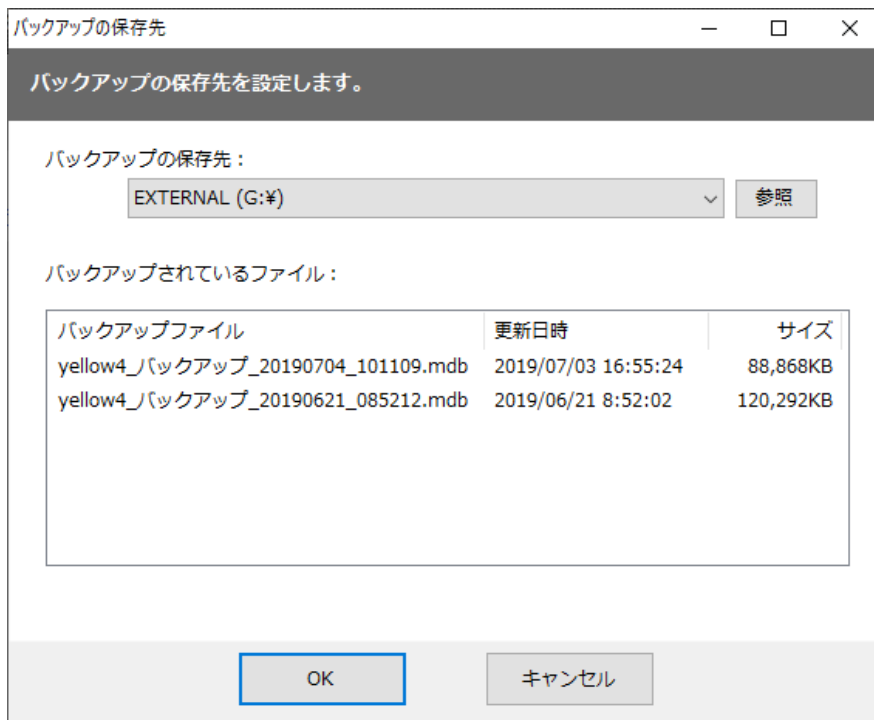 バックアップの保存先
バックアップの保存先を設定します。
バックアップの保存先：
EXTERNAL (G:¥)
参照
バックアップされているファイル：
バックアップファイル 更新日時 サイズ
yellow4_バックアップ_20190704_101109.mdb 2019/07/03 16:55:24 88,868KB
yellow4_バックアップ_20190621_085212.mdb 2019/06/21 8:52:02 120,292KB
OK キャンセル